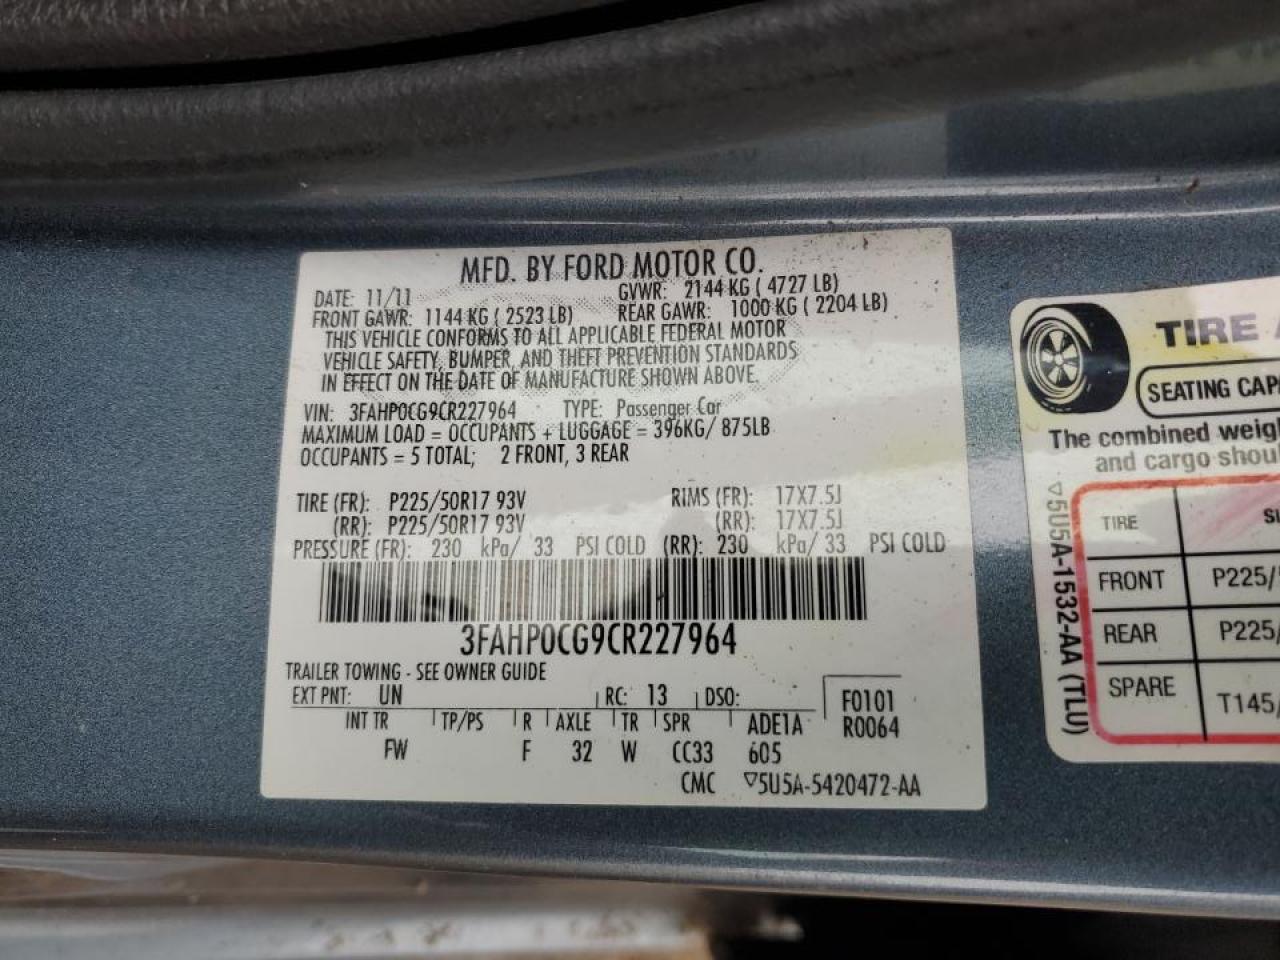 MFD. BY FORD MOTOR CO.
DATE: 11/11 GVWR: 2144 KG ( 4727 LB)
FRONT GAWR: 1144 KG ( 2523 LB) REAR GAWR: 1000 KG ( 2204 LB)
THIS VEHICLE CONFORMS TO ALL APPLICABLE FEDERAL MOTOR
VEHICLE SAFETY, BUMPER, AND THEFT PREVENTION STANDARDS
IN EFFECT ON THE DATE OF MANUFACTURE SHOWN ABOVE.
VIN: 3FAHP0CG9CR227964 TYPE: Passenger Car
MAXIMUM LOAD = OCCUPANTS + LUGGAGE = 396KG/ 875LB
OCCUPANTS = 5 TOTAL; 2 FRONT, 3 REAR
TIRE (FR): P225/50R17 93V RIMS (FR): 17X7.5J
(RR): P225/50R17 93V (RR): 17X7.5J
PRESSURE (FR): 230 kPa/ 33 PSI COLD (RR): 230 kPa/ 33 PSI COLD
3FAHP0CG9CR227964
TRAILER TOWING - SEE OWNER GUIDE
EXT PNT: UN RC: 13 DSO: F0101
INT TR TP/PS R AXLE TR SPR ADE1A R0064
FW F 32 W CC33 605
CMC ▽5U5A-5420472-AA
TIRE
SEATING CAP
The combined weig
and cargo shou
▽5U5A-1532-AA (TLU)
TIRE SI
FRONT P225/
REAR P225/
SPARE T145/